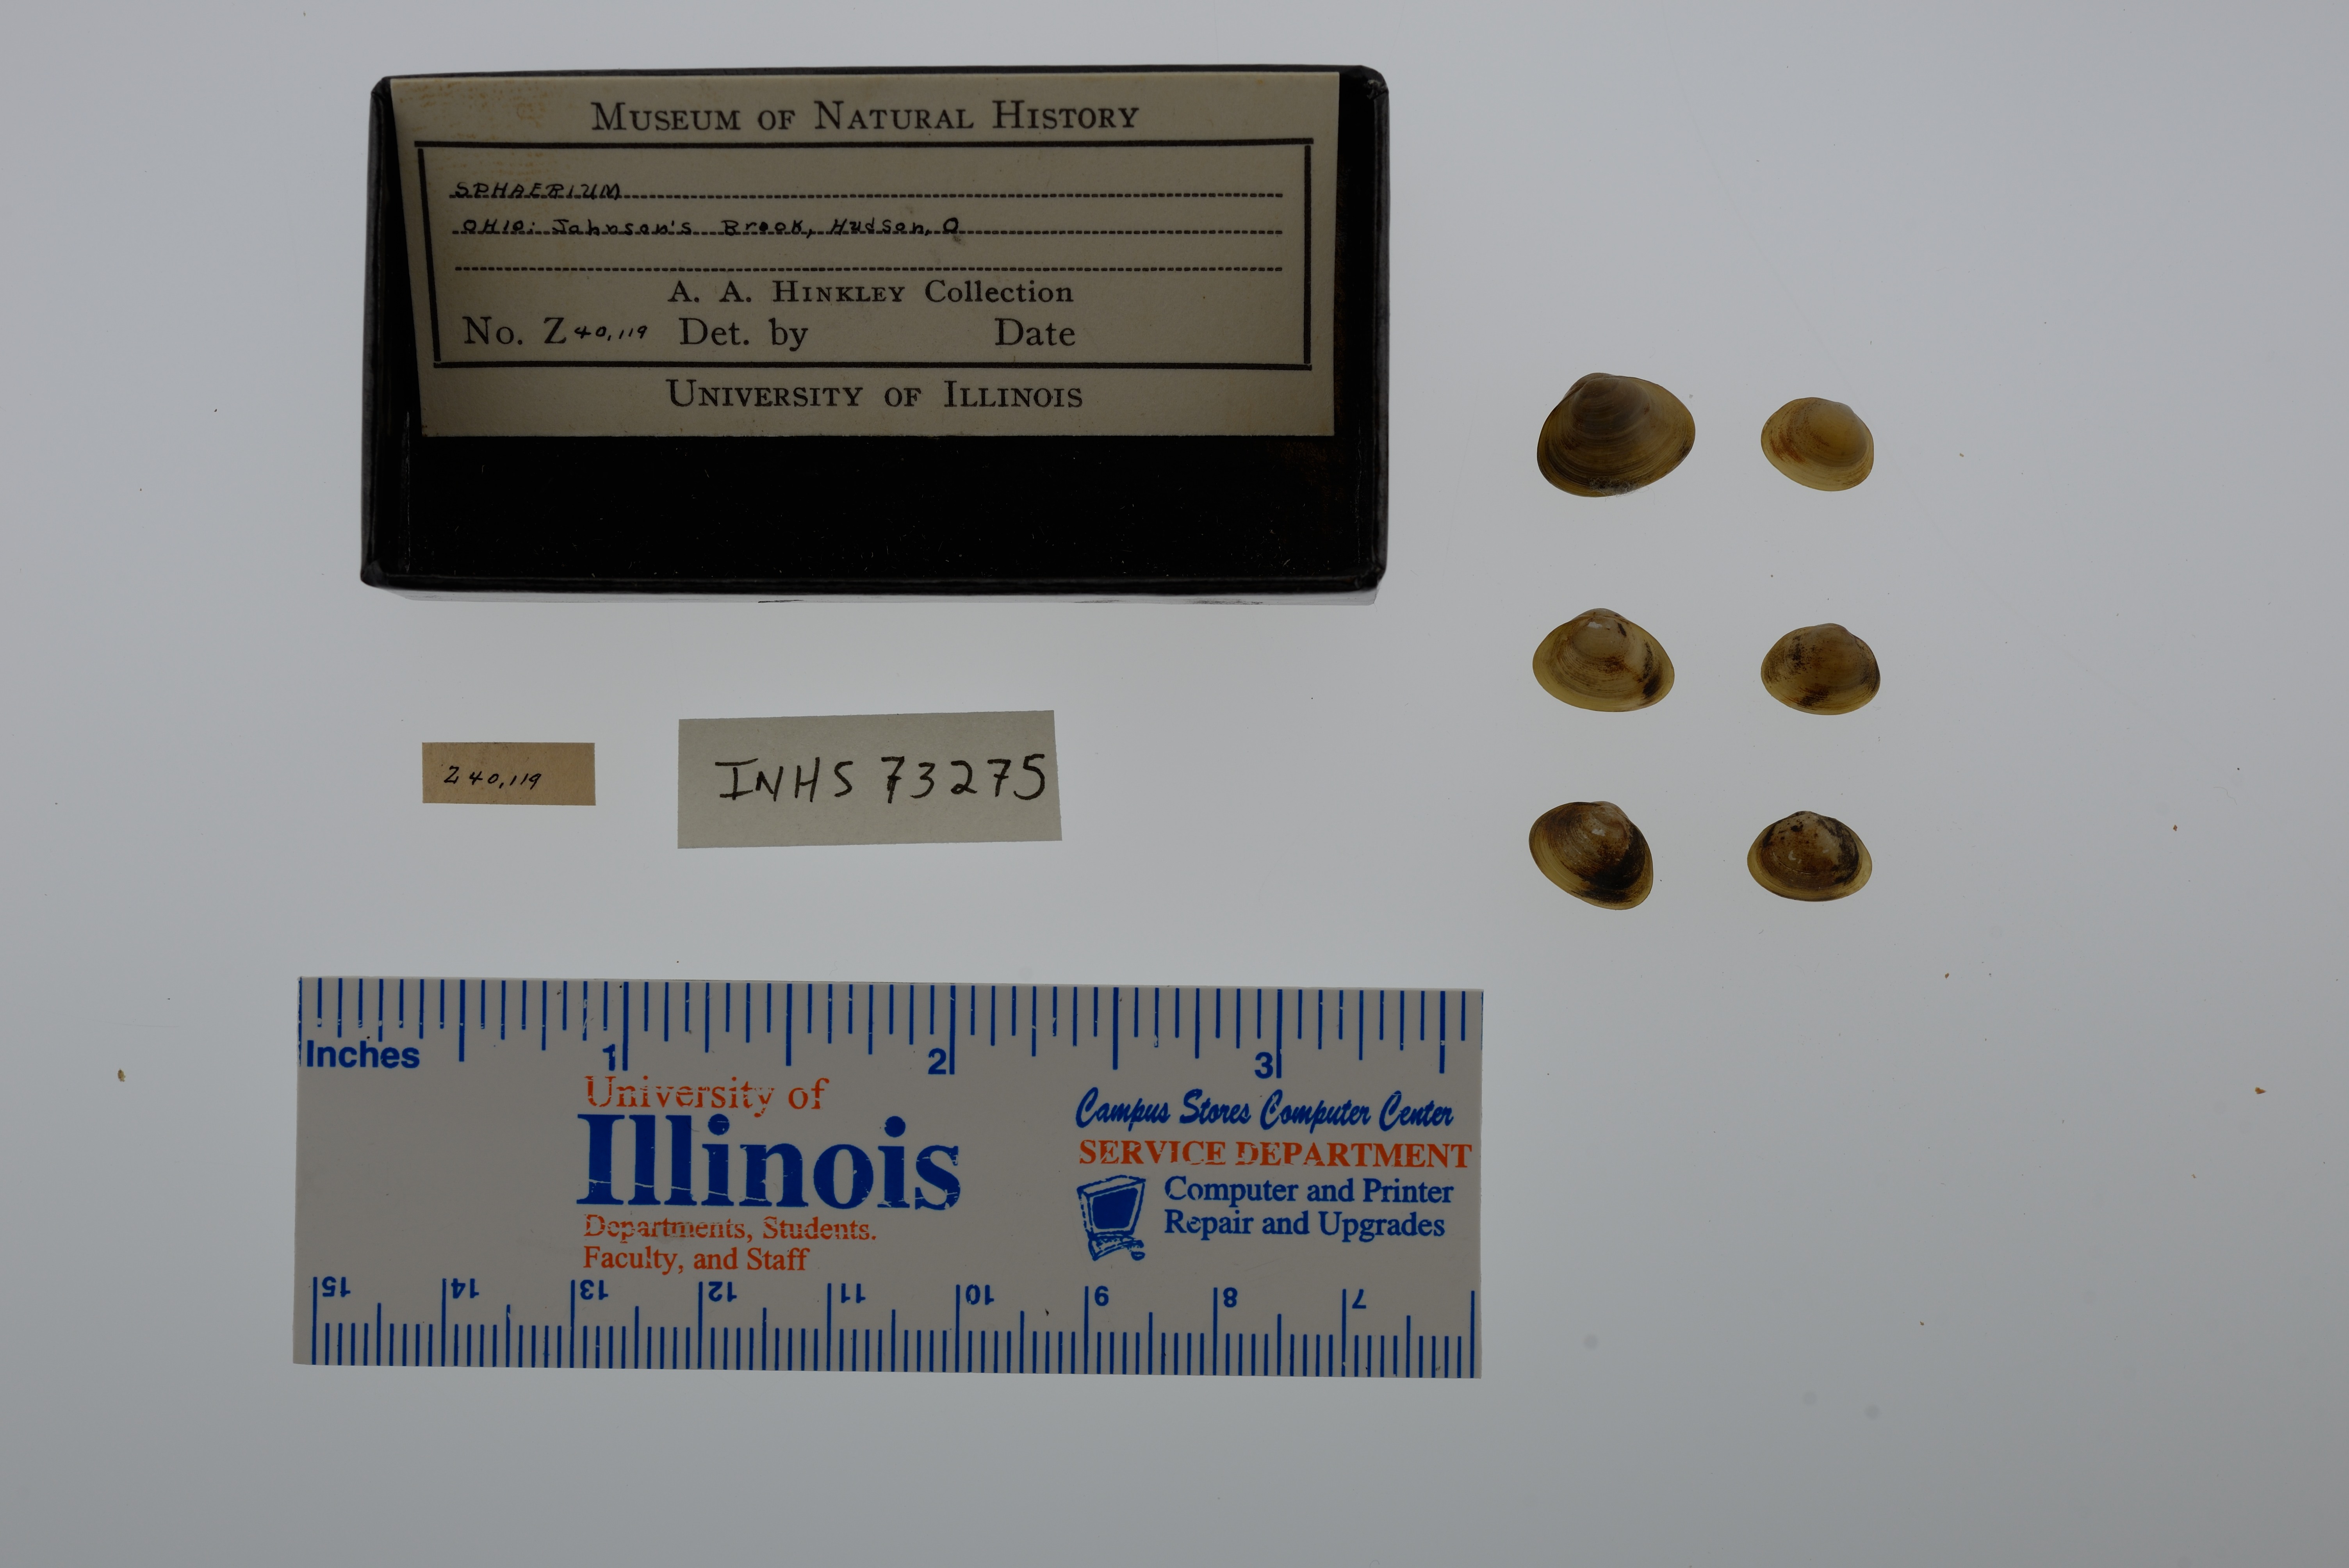 MUSEUM OF NATURAL HISTORY
SPHAERIUM
OHIO: Johnson's Brook, Hudson, O
A. A. HINKLEY Collection
No. Z 40,119 Det. by Date
UNIVERSITY OF ILLINOIS
Z 40,119
INHS 73275
Inches 1 2 3
University of
Illinois
Departments, Students.
Faculty, and Staff
Campus Stores Computer Center
SERVICE DEPARTMENT
Computer and Printer
Repair and Upgrades
15 14 13 12 11 10 9 8 7